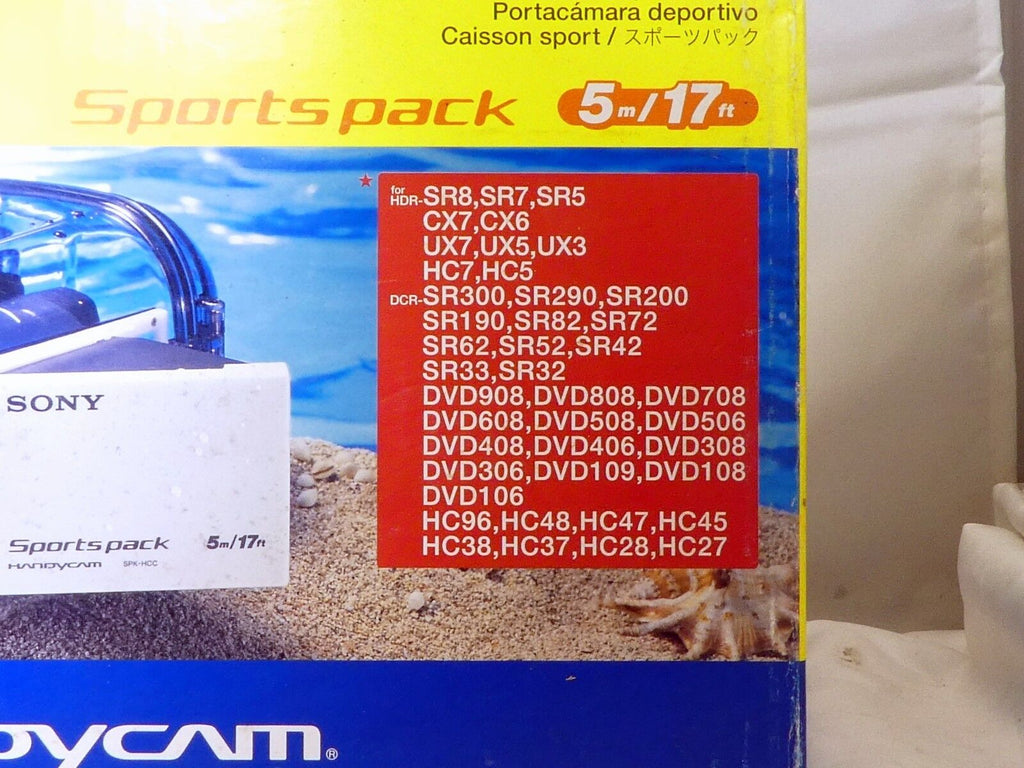 Portacámara deportivo
Caisson sport / スポーツパック
Sports pack 5m/17ft
for HDR-SR8,SR7,SR5
CX7,CX6
UX7,UX5,UX3
HC7,HC5
DCR-SR300,SR290,SR200
SR190,SR82,SR72
SR62,SR52,SR42
SR33,SR32
DVD908,DVD808,DVD708
DVD608,DVD508,DVD506
DVD408,DVD406,DVD308
DVD306,DVD109,DVD108
DVD106
HC96,HC48,HC47,HC45
HC38,HC37,HC28,HC27
SONY
Sports pack 5m/17ft
HANDYCAM SPK-HCC
DYCAM®